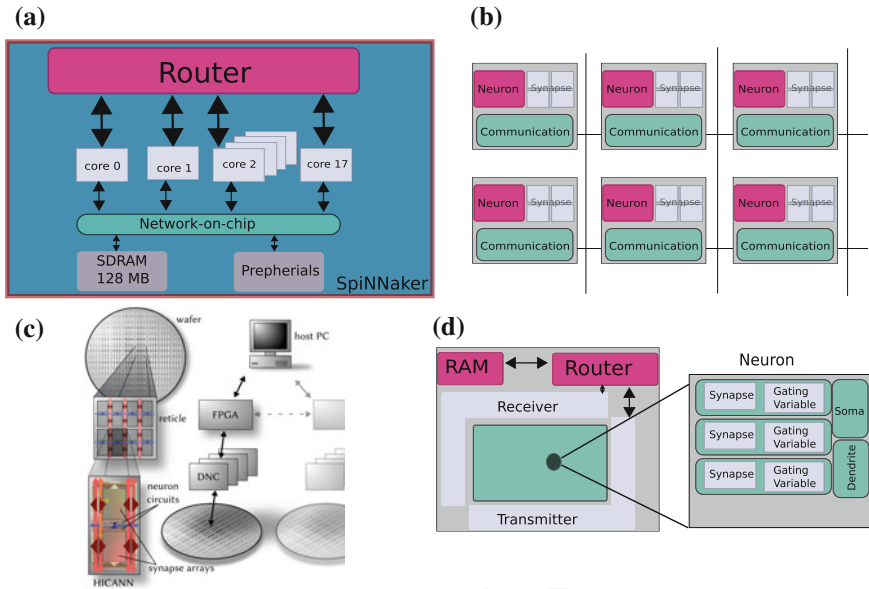 (a)
Router
core 0
core 1
core 2
core 17
Network-on-chip
SDRAM
128 MB
Prepherials
SpiNNaker
(b)
Neuron
Synapse
Communication
Neuron
Synapse
Communication
Neuron
Synapse
Communication
Neuron
Synapse
Communication
Neuron
Synapse
Communication
Neuron
Synapse
Communication
(c)
wafer
host PC
reticle
FPGA
DNC
neuron
circuits
synapse arrays
HICANN
(d)
RAM
Router
Receiver
Transmitter
Neuron
Synapse
Gating
Variable
Synapse
Gating
Variable
Synapse
Gating
Variable
Soma
Dendrite